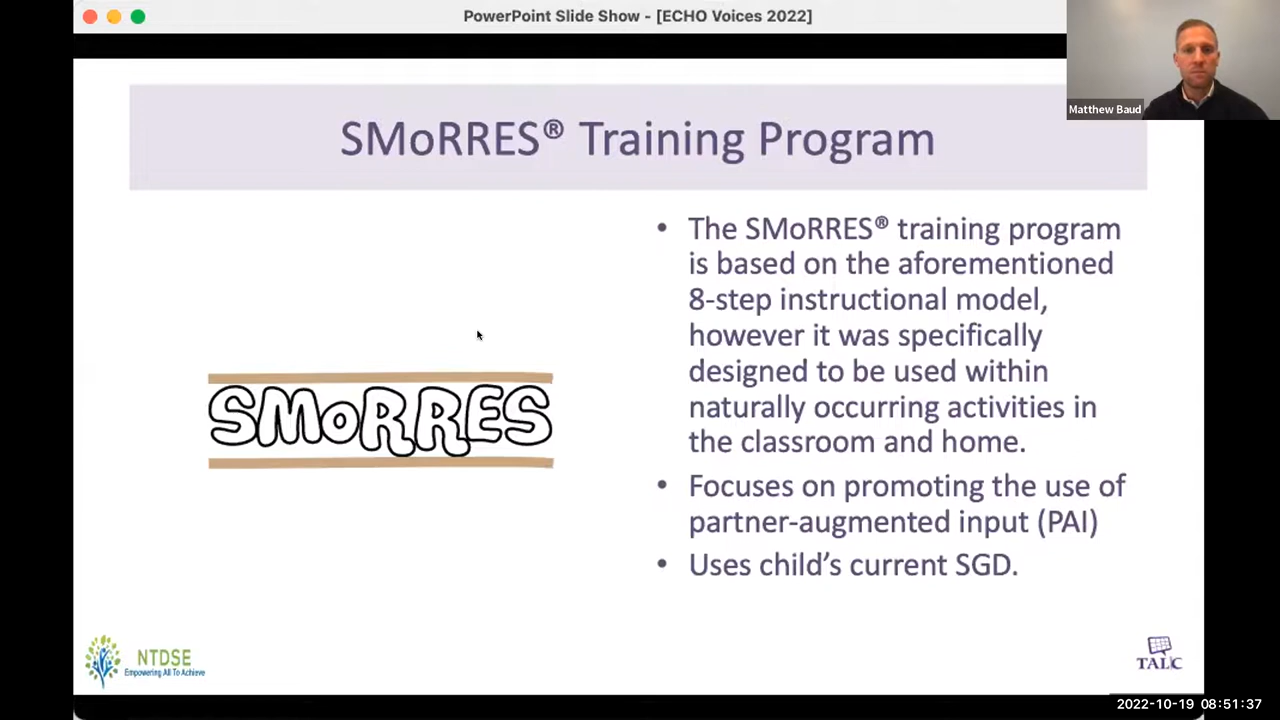 PowerPoint Slide Show - [ECHO Voices 2022]
Matthew Baud
SMoRRES® Training Program
• The SMoRRES® training program
is based on the aforementioned
8-step instructional model,
however it was specifically
designed to be used within
naturally occurring activities in
the classroom and home.
• Focuses on promoting the use of
partner-augmented input (PAI)
• Uses child’s current SGD.
SMoRRES
NTDSE
Empowering All To Achieve
TALC
2022-10-19 08:51:37